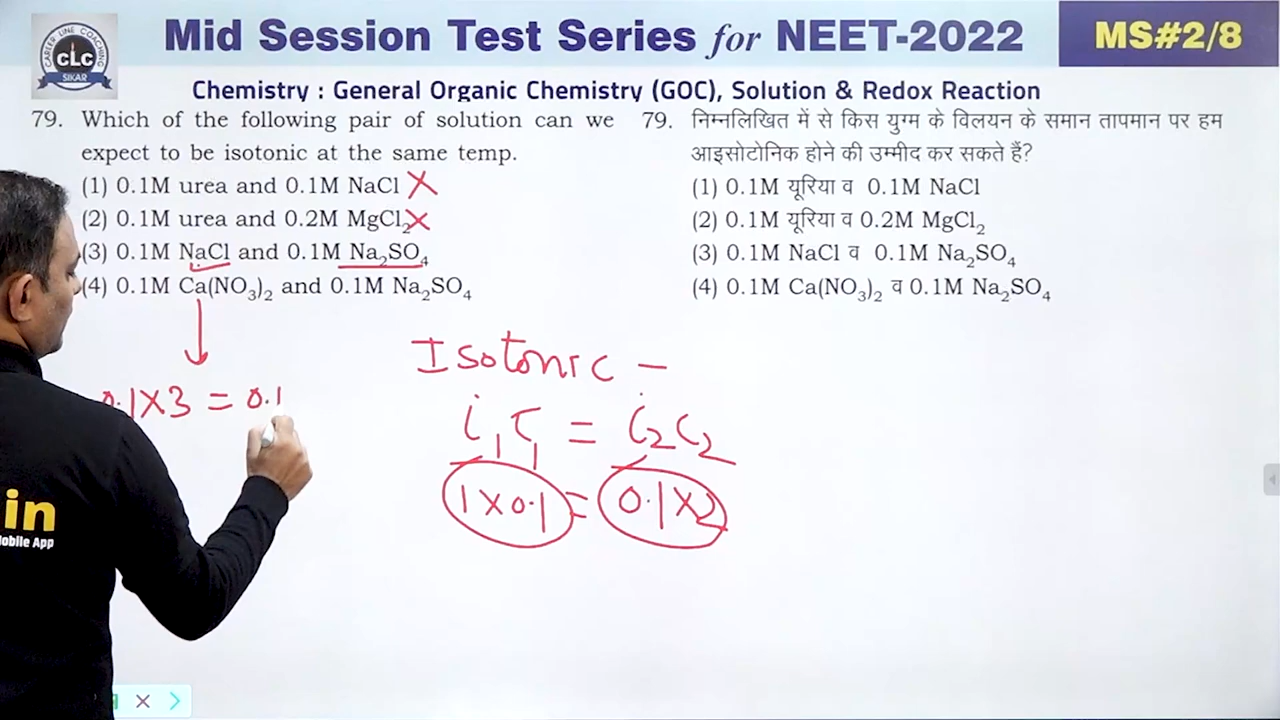 CAREER LINE COACHING
CLC
SIKAR
Mid Session Test Series for NEET-2022
MS#2/8
Chemistry : General Organic Chemistry (GOC), Solution & Redox Reaction
79. Which of the following pair of solution can we
expect to be isotonic at the same temp.
(1) 0.1M urea and 0.1M NaCl X
(2) 0.1M urea and 0.2M MgCl₂ X
(3) 0.1M NaCl and 0.1M Na₂SO₄
(4) 0.1M Ca(NO₃)₂ and 0.1M Na₂SO₄
79. निम्नलिखित में से किस युग्म के विलयन के समान तापमान पर हम
आइसोटोनिक होने की उम्मीद कर सकते हैं?
(1) 0.1M यूरिया व 0.1M NaCl
(2) 0.1M यूरिया व 0.2M MgCl₂
(3) 0.1M NaCl व 0.1M Na₂SO₄
(4) 0.1M Ca(NO₃)₂ व 0.1M Na₂SO₄
Isotonic –
i₁C₁ = i₂C₂
1×0.1 = 0.1×2
0.1×3 = 0.1
in
Mobile App